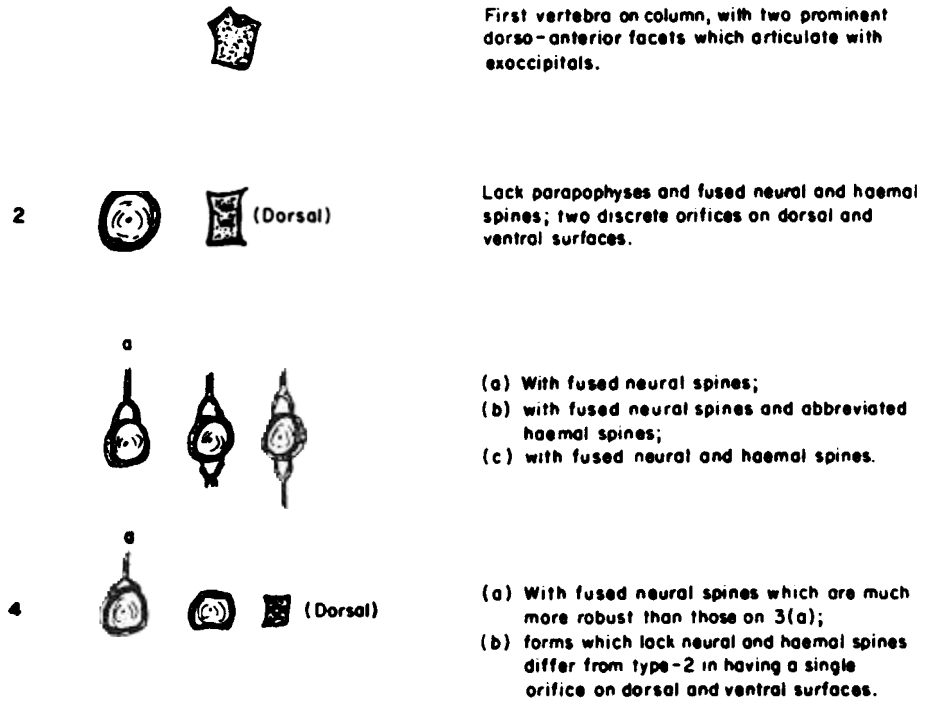 First vertebra on column, with two prominent
dorso-anterior facets which articulate with
exoccipitals.
2
(Dorsal)
Lack parapophyses and fused neural and haemal
spines; two discrete orifices on dorsal and
ventral surfaces.
a
(a) With fused neural spines;
(b) with fused neural spines and abbreviated
haemal spines;
(c) with fused neural and haemal spines.
a
4
(Dorsal)
(a) With fused neural spines which are much
more robust than those on 3(a);
(b) forms which lack neural and haemal spines
differ from type-2 in having a single
orifice on dorsal and ventral surfaces.